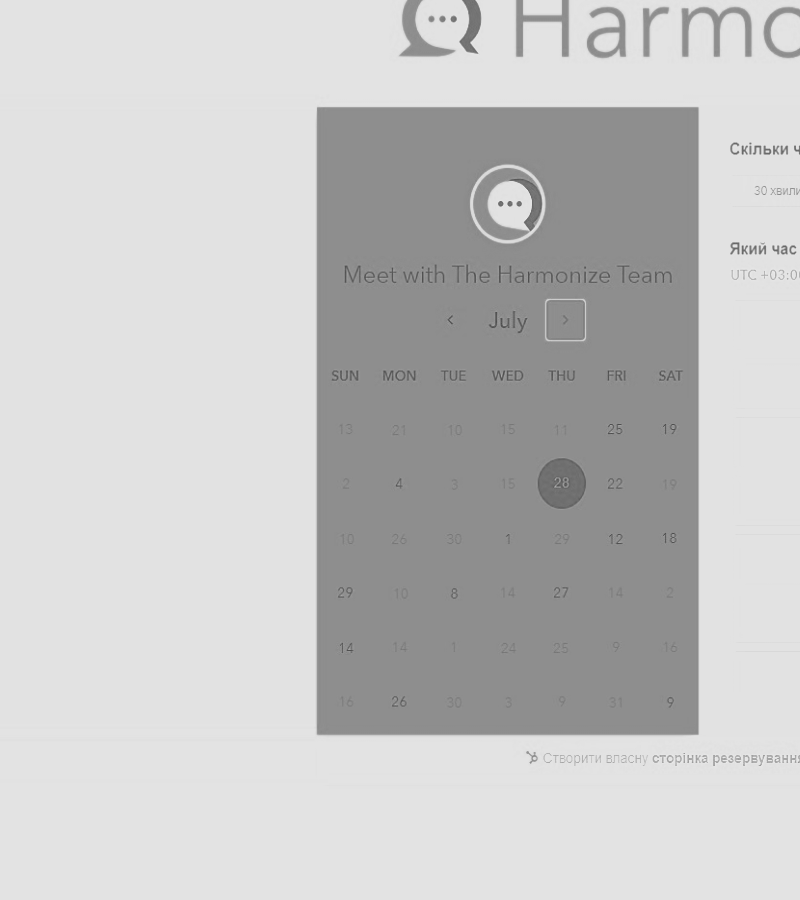 Harmo
Meet with The Harmonize Team
July
SUN MON TUE WED THU FRI SAT
13 21 10 15 11 25 19
2 4 3 15 28 22 19
10 26 30 1 29 12 18
29 10 8 14 27 14 2
14 14 1 24 25 9 16
16 26 30 3 9 31 9
Скільки ч
30 хвили
Який час
UTC +03:00
Створити власну сторінка резервування